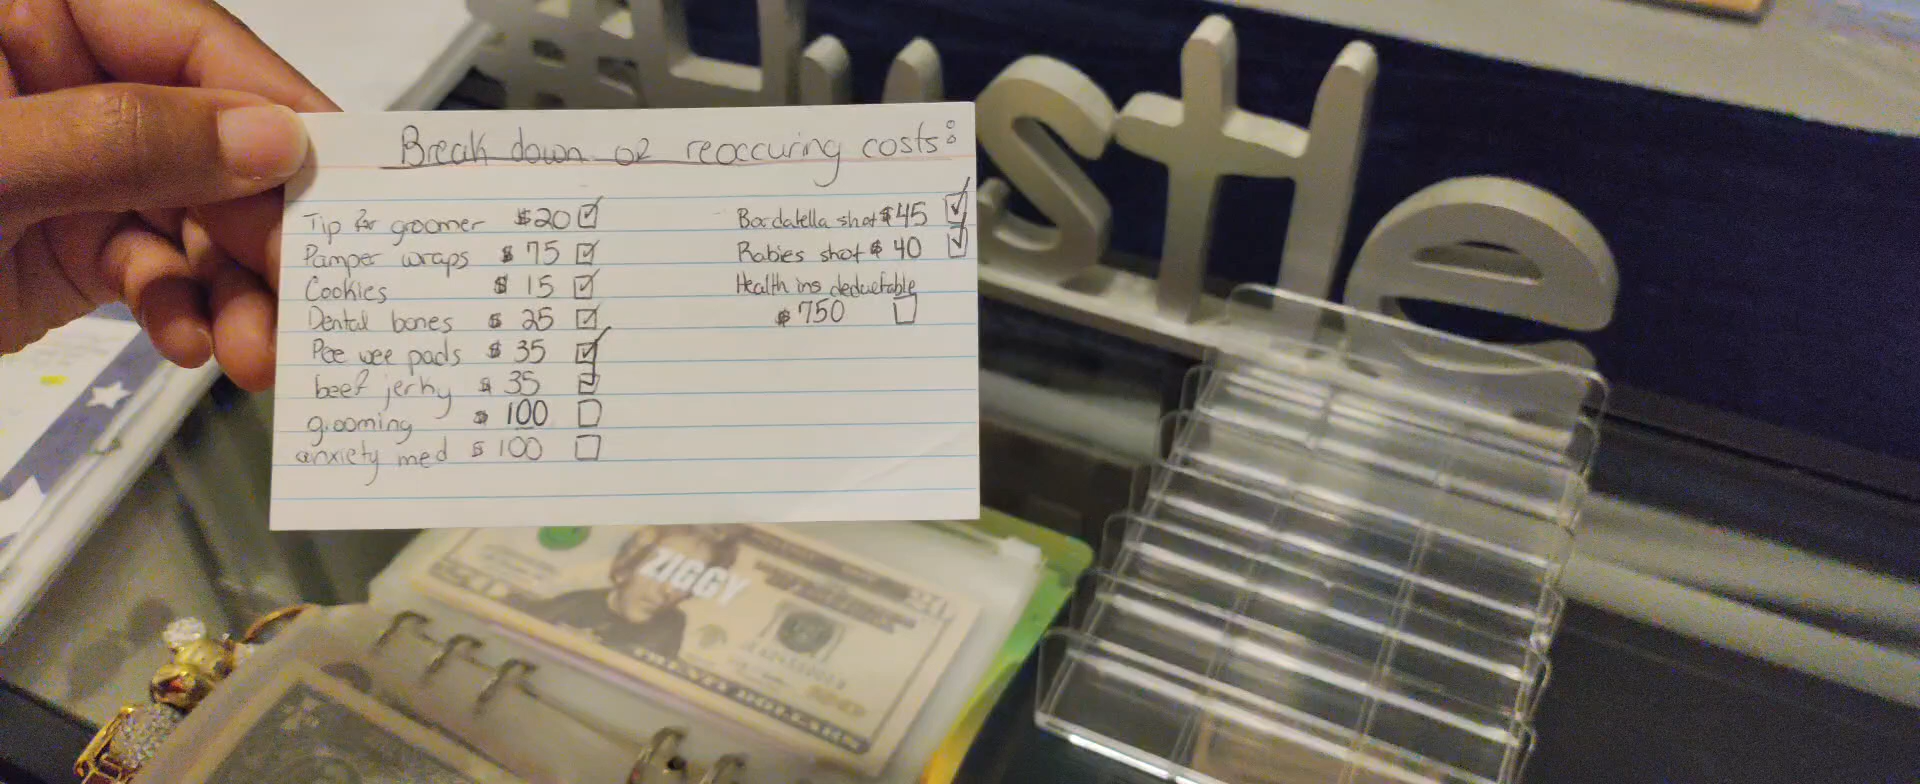 #Hustle
Break down of reoccuring costs:
Tip for groomer $20 ☑
Pamper wraps $75 ☑
Cookies $15 ☑
Dental bones $25 ☑
Pee wee pads $35 ☑
beef jerky $35 ☑
grooming $100 ☐
anxiety med $100 ☐
Bordatella shot $45 ☑
Rabies shot $40 ☑
Health ins deductable
$750 ☐
ZIGGY
TWENTY DOLLARS